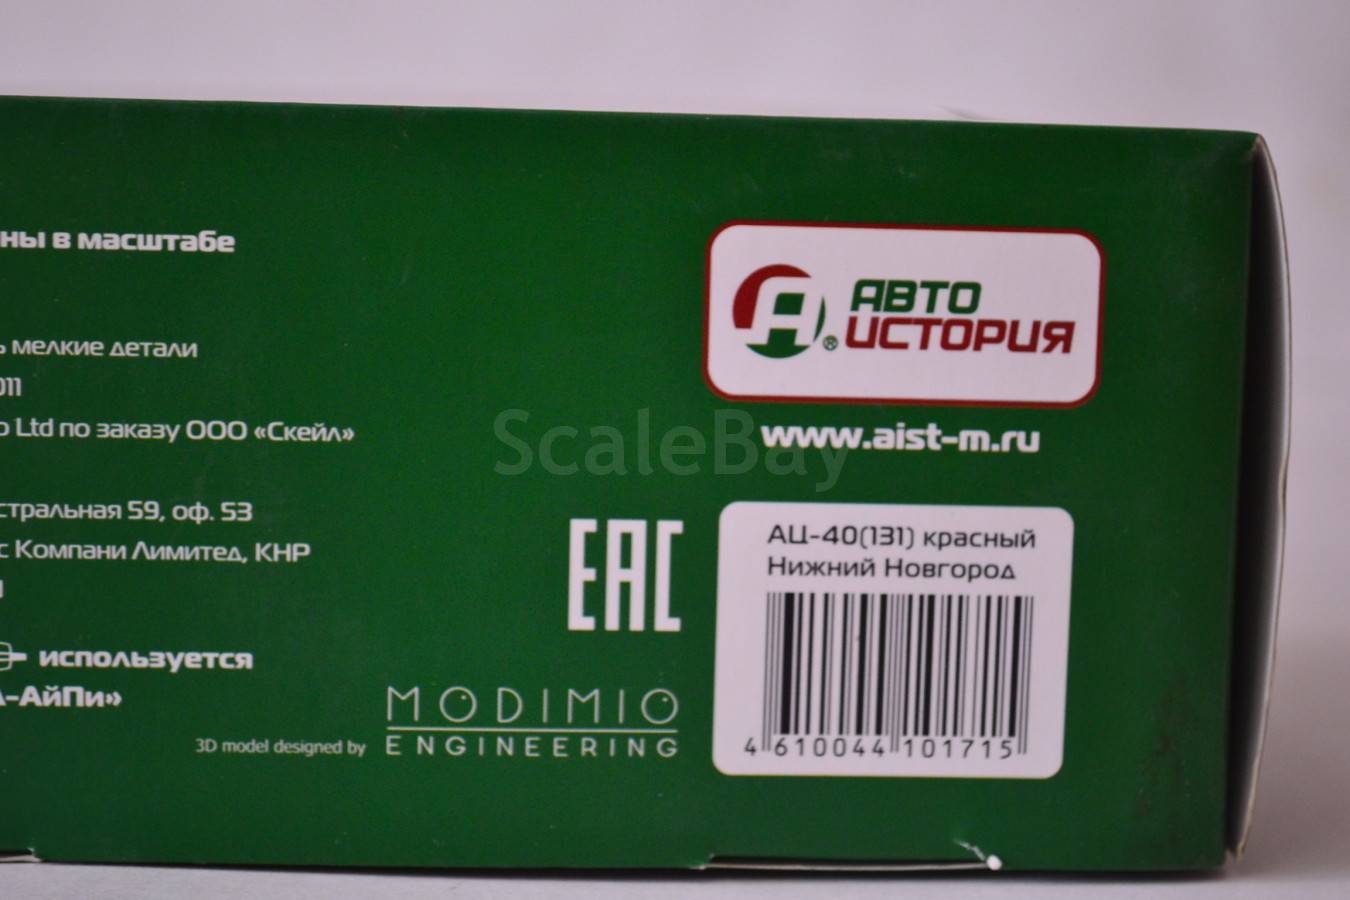 ны в масштабе
мелкие детали
АВТО
ИСТОРИЯ
®
Ltd по заказу ООО «Скейл»
www.aist-m.ru
ScaleBay
стральная 59, оф. 53
с Компани Лимитед, КНР
EAC
АЦ-40(131) красный
Нижний Новгород
используется
-АйПи»
MODIMIO
ENGINEERING
3D model designed by
4 610044 101715